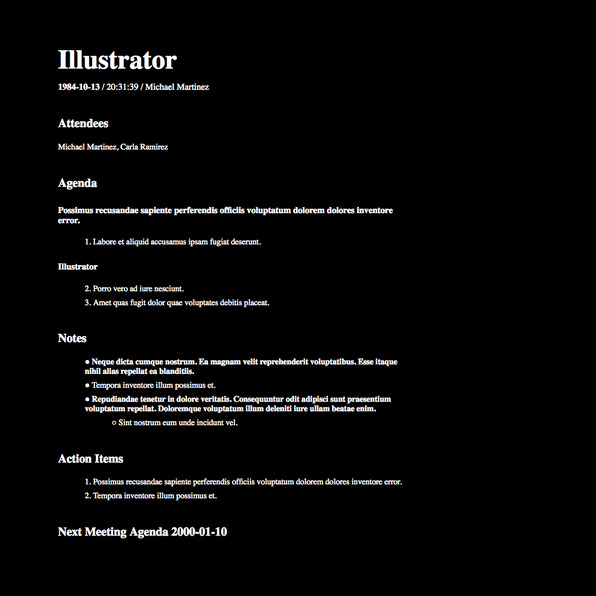 Illustrator
1984-10-13 / 20:31:39 / Michael Martinez
Attendees
Michael Martinez, Carla Ramirez
Agenda
Possimus recusandae sapiente perferendis officiis voluptatum dolorem dolores inventore
error.
1. Labore et aliquid accusamus ipsam fugiat deserunt.
Illustrator
2. Porro vero ad iure nesciunt.
3. Amet quas fugit dolor quae voluptates debitis placeat.
Notes
● Neque dicta cumque nostrum. Ea magnam velit reprehenderit voluptatibus. Esse itaque
nihil alias repellat ea blanditiis.
● Tempora inventore illum possimus et.
● Repudiandae tenetur in dolore veritatis. Consequuntur odit adipisci sunt praesentium
voluptatum repellat. Doloremque voluptatum illum deleniti iure ullam beatae enim.
○ Sint nostrum eum unde incidunt vel.
Action Items
1. Possimus recusandae sapiente perferendis officiis voluptatum dolorem dolores inventore error.
2. Tempora inventore illum possimus et.
Next Meeting Agenda 2000-01-10